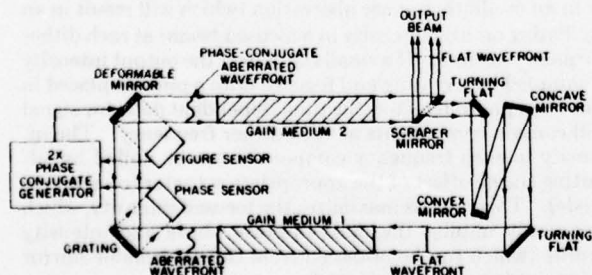 OUTPUT
BEAM
PHASE-CONJUGATE
ABERRATED
WAVEFRONT
FLAT WAVEFRONT
DEFORMABLE
MIRROR
TURNING
FLAT
CONCAVE
MIRROR
GAIN MEDIUM 2
SCRAPER
MIRROR
2X
PHASE
CONJUGATE
GENERATOR
FIGURE SENSOR
PHASE SENSOR
CONVEX
MIRROR
GAIN MEDIUM 1
GRATING
ABERRATED
WAVEFRONT
FLAT
WAVEFRONT
TURNING
FLAT